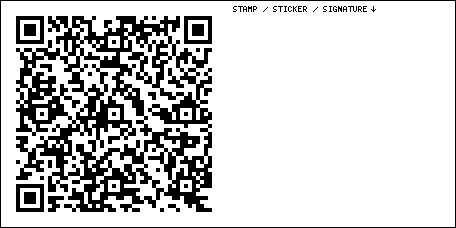 STAMP / STICKER / SIGNATURE ↓